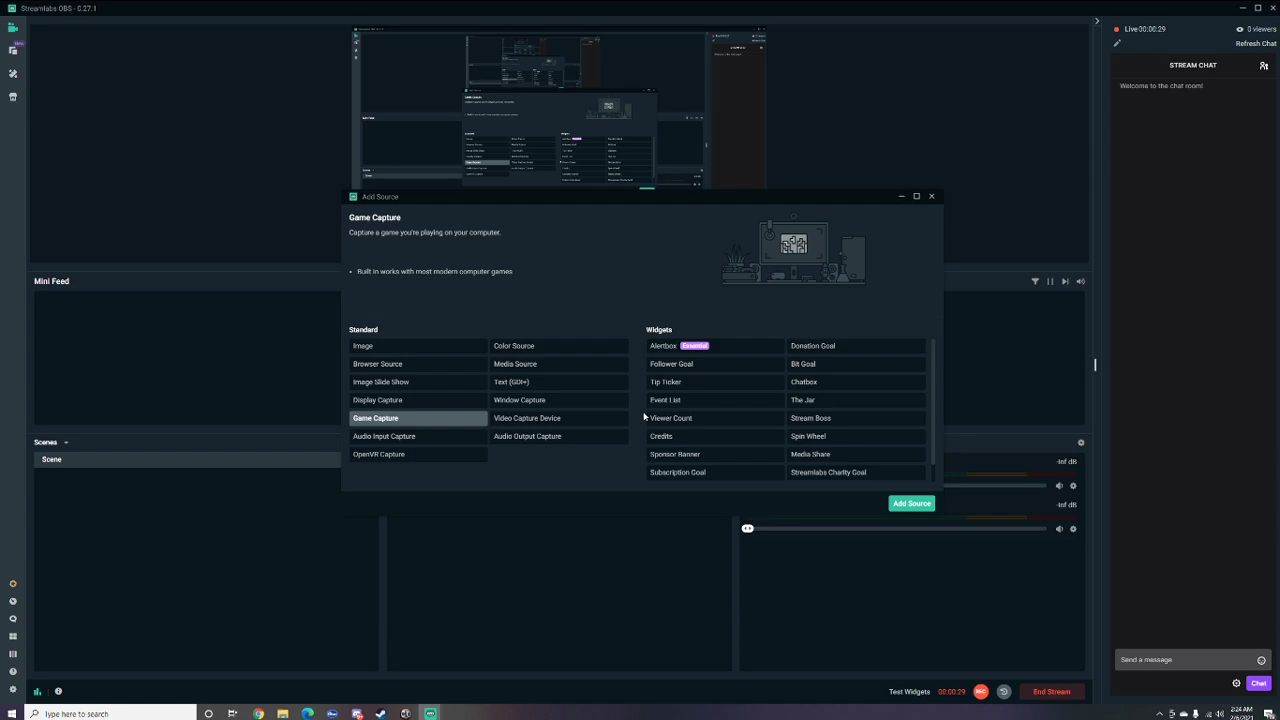 Streamlabs OBS - 0.27.1
Live 00:00:29
0 viewers
Refresh Chat
STREAM CHAT
Welcome to the chat room!
Add Source
Game Capture
Capture a game you're playing on your computer.
Built in works with most modern computer games
Mini Feed
Standard
Widgets
Image
Color Source
Alertbox Essential
Donation Goal
Browser Source
Media Source
Follower Goal
Bit Goal
Image Slide Show
Text (GDI+)
Tip Ticker
Chatbox
Display Capture
Window Capture
Event List
The Jar
Game Capture
Video Capture Device
Viewer Count
Stream Boss
Audio Input Capture
Audio Output Capture
Credits
Spin Wheel
OpenVR Capture
Sponsor Banner
Media Share
Subscription Goal
Streamlabs Charity Goal
Scenes
Scene
-Inf dB
-Inf dB
Add Source
Send a message
Chat
Test Widgets
00:00:29
REC
End Stream
Type here to search
2:24 AM
2/6/2021